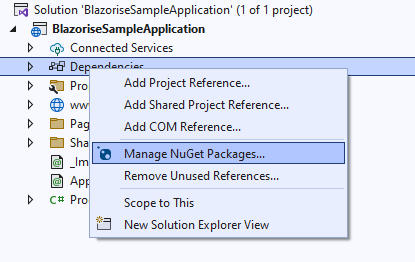 Solution 'BlazoriseSampleApplication' (1 of 1 project)
BlazoriseSampleApplication
Connected Services
Dependencies
Add Project Reference...
Pro
Add Shared Project Reference...
www
Add COM Reference...
Pag
Manage NuGet Packages...
Sha
Remove Unused References...
_Im
App
Scope to This
C# Pro
New Solution Explorer View